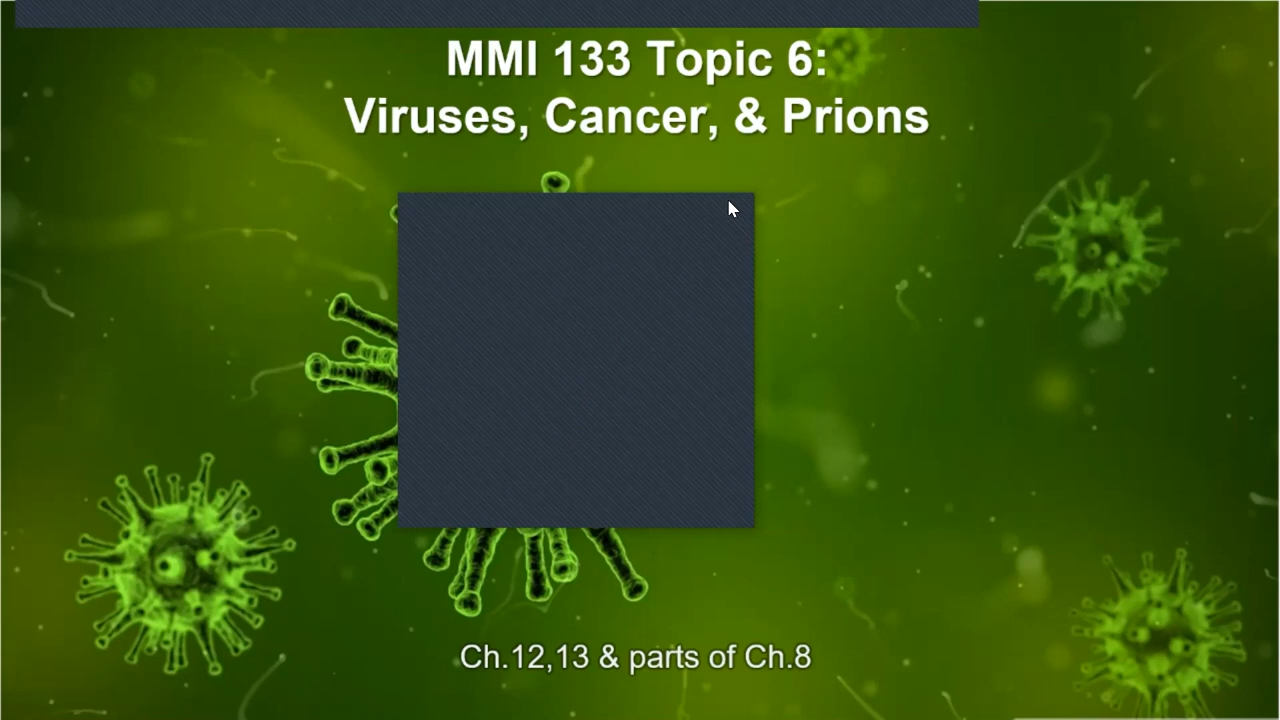 MMI 133 Topic 6:
Viruses, Cancer, & Prions
Ch.12,13 & parts of Ch.8